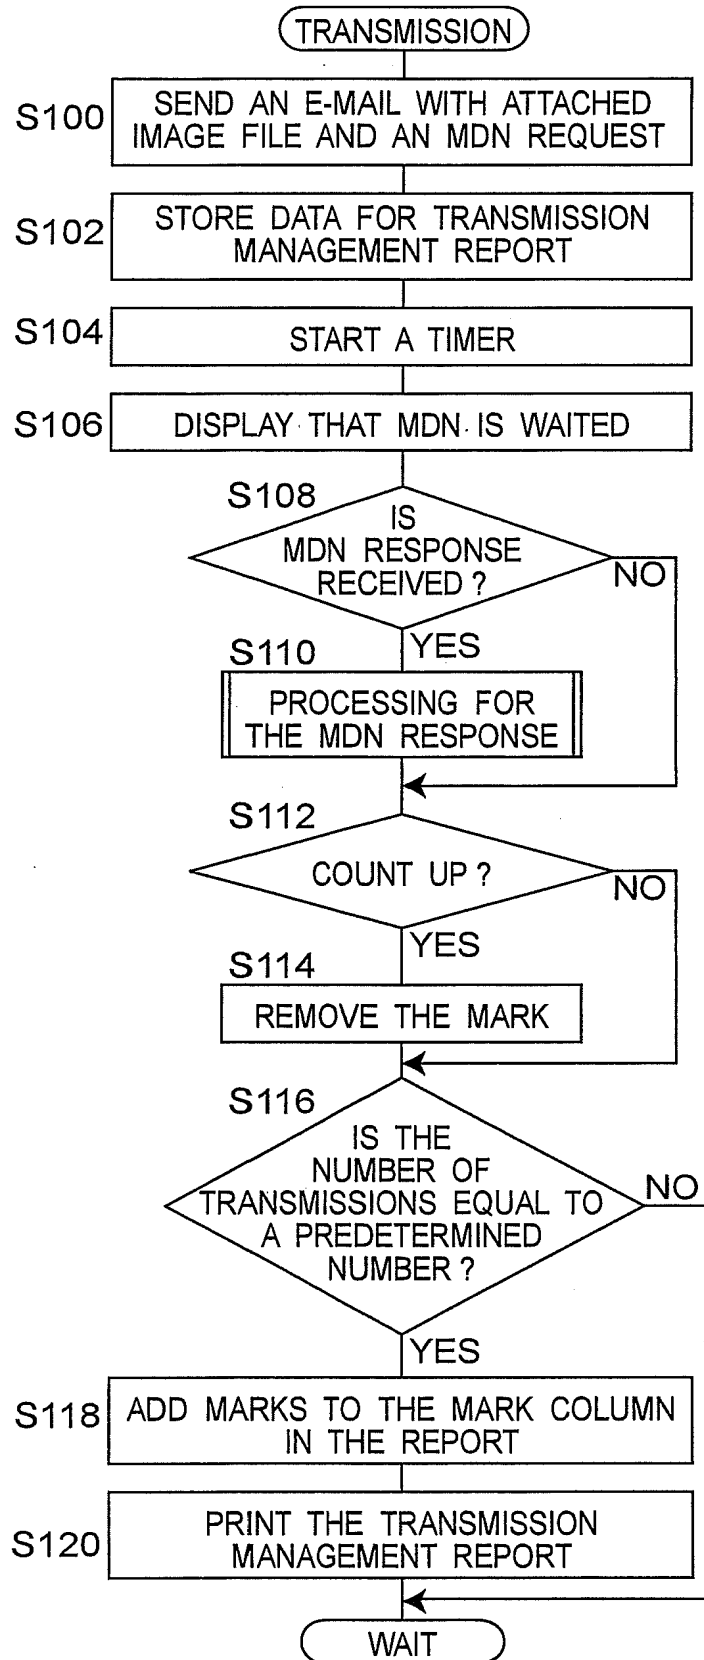 TRANSMISSION
S100
SEND AN E-MAIL WITH ATTACHED
IMAGE FILE AND AN MDN REQUEST
S102
STORE DATA FOR TRANSMISSION
MANAGEMENT REPORT
S104
START A TIMER
S106
DISPLAY THAT MDN IS WAITED
S108
IS
MDN RESPONSE
RECEIVED ?
NO
YES
S110
PROCESSING FOR
THE MDN RESPONSE
S112
COUNT UP ?
NO
YES
S114
REMOVE THE MARK
S116
IS THE
NUMBER OF
TRANSMISSIONS EQUAL TO
A PREDETERMINED
NUMBER ?
NO
YES
S118
ADD MARKS TO THE MARK COLUMN
IN THE REPORT
S120
PRINT THE TRANSMISSION
MANAGEMENT REPORT
WAIT